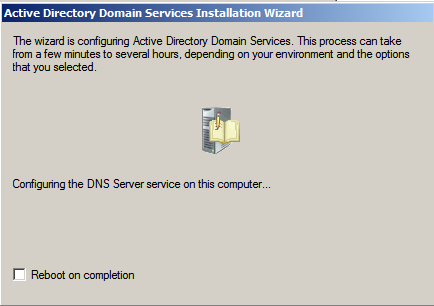 Active Directory Domain Services Installation Wizard
The wizard is configuring Active Directory Domain Services. This process can take
from a few minutes to several hours, depending on your environment and the options
that you selected.
Configuring the DNS Server service on this computer...
Reboot on completion